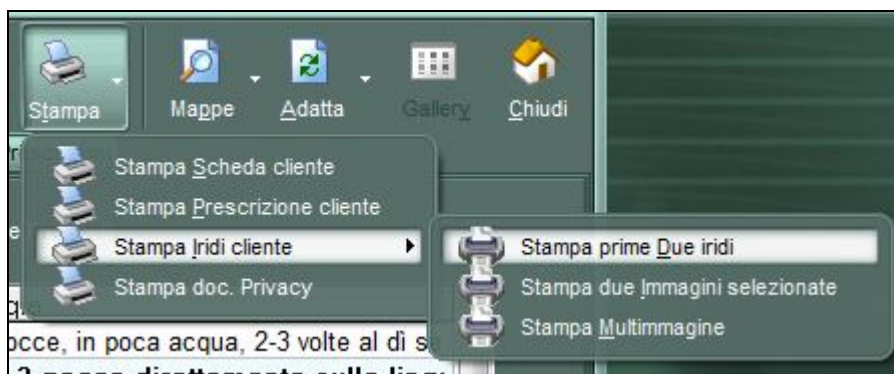 Stampa
Mappe
Adatta
Gallery
Chiudi
Stampa Scheda cliente
Stampa Prescrizione cliente
Stampa Iridi cliente
Stampa doc. Privacy
Stampa prime Due iridi
Stampa due Immagini selezionate
Stampa Multimmagine
occe, in poca acqua, 2-3 volte al dì s